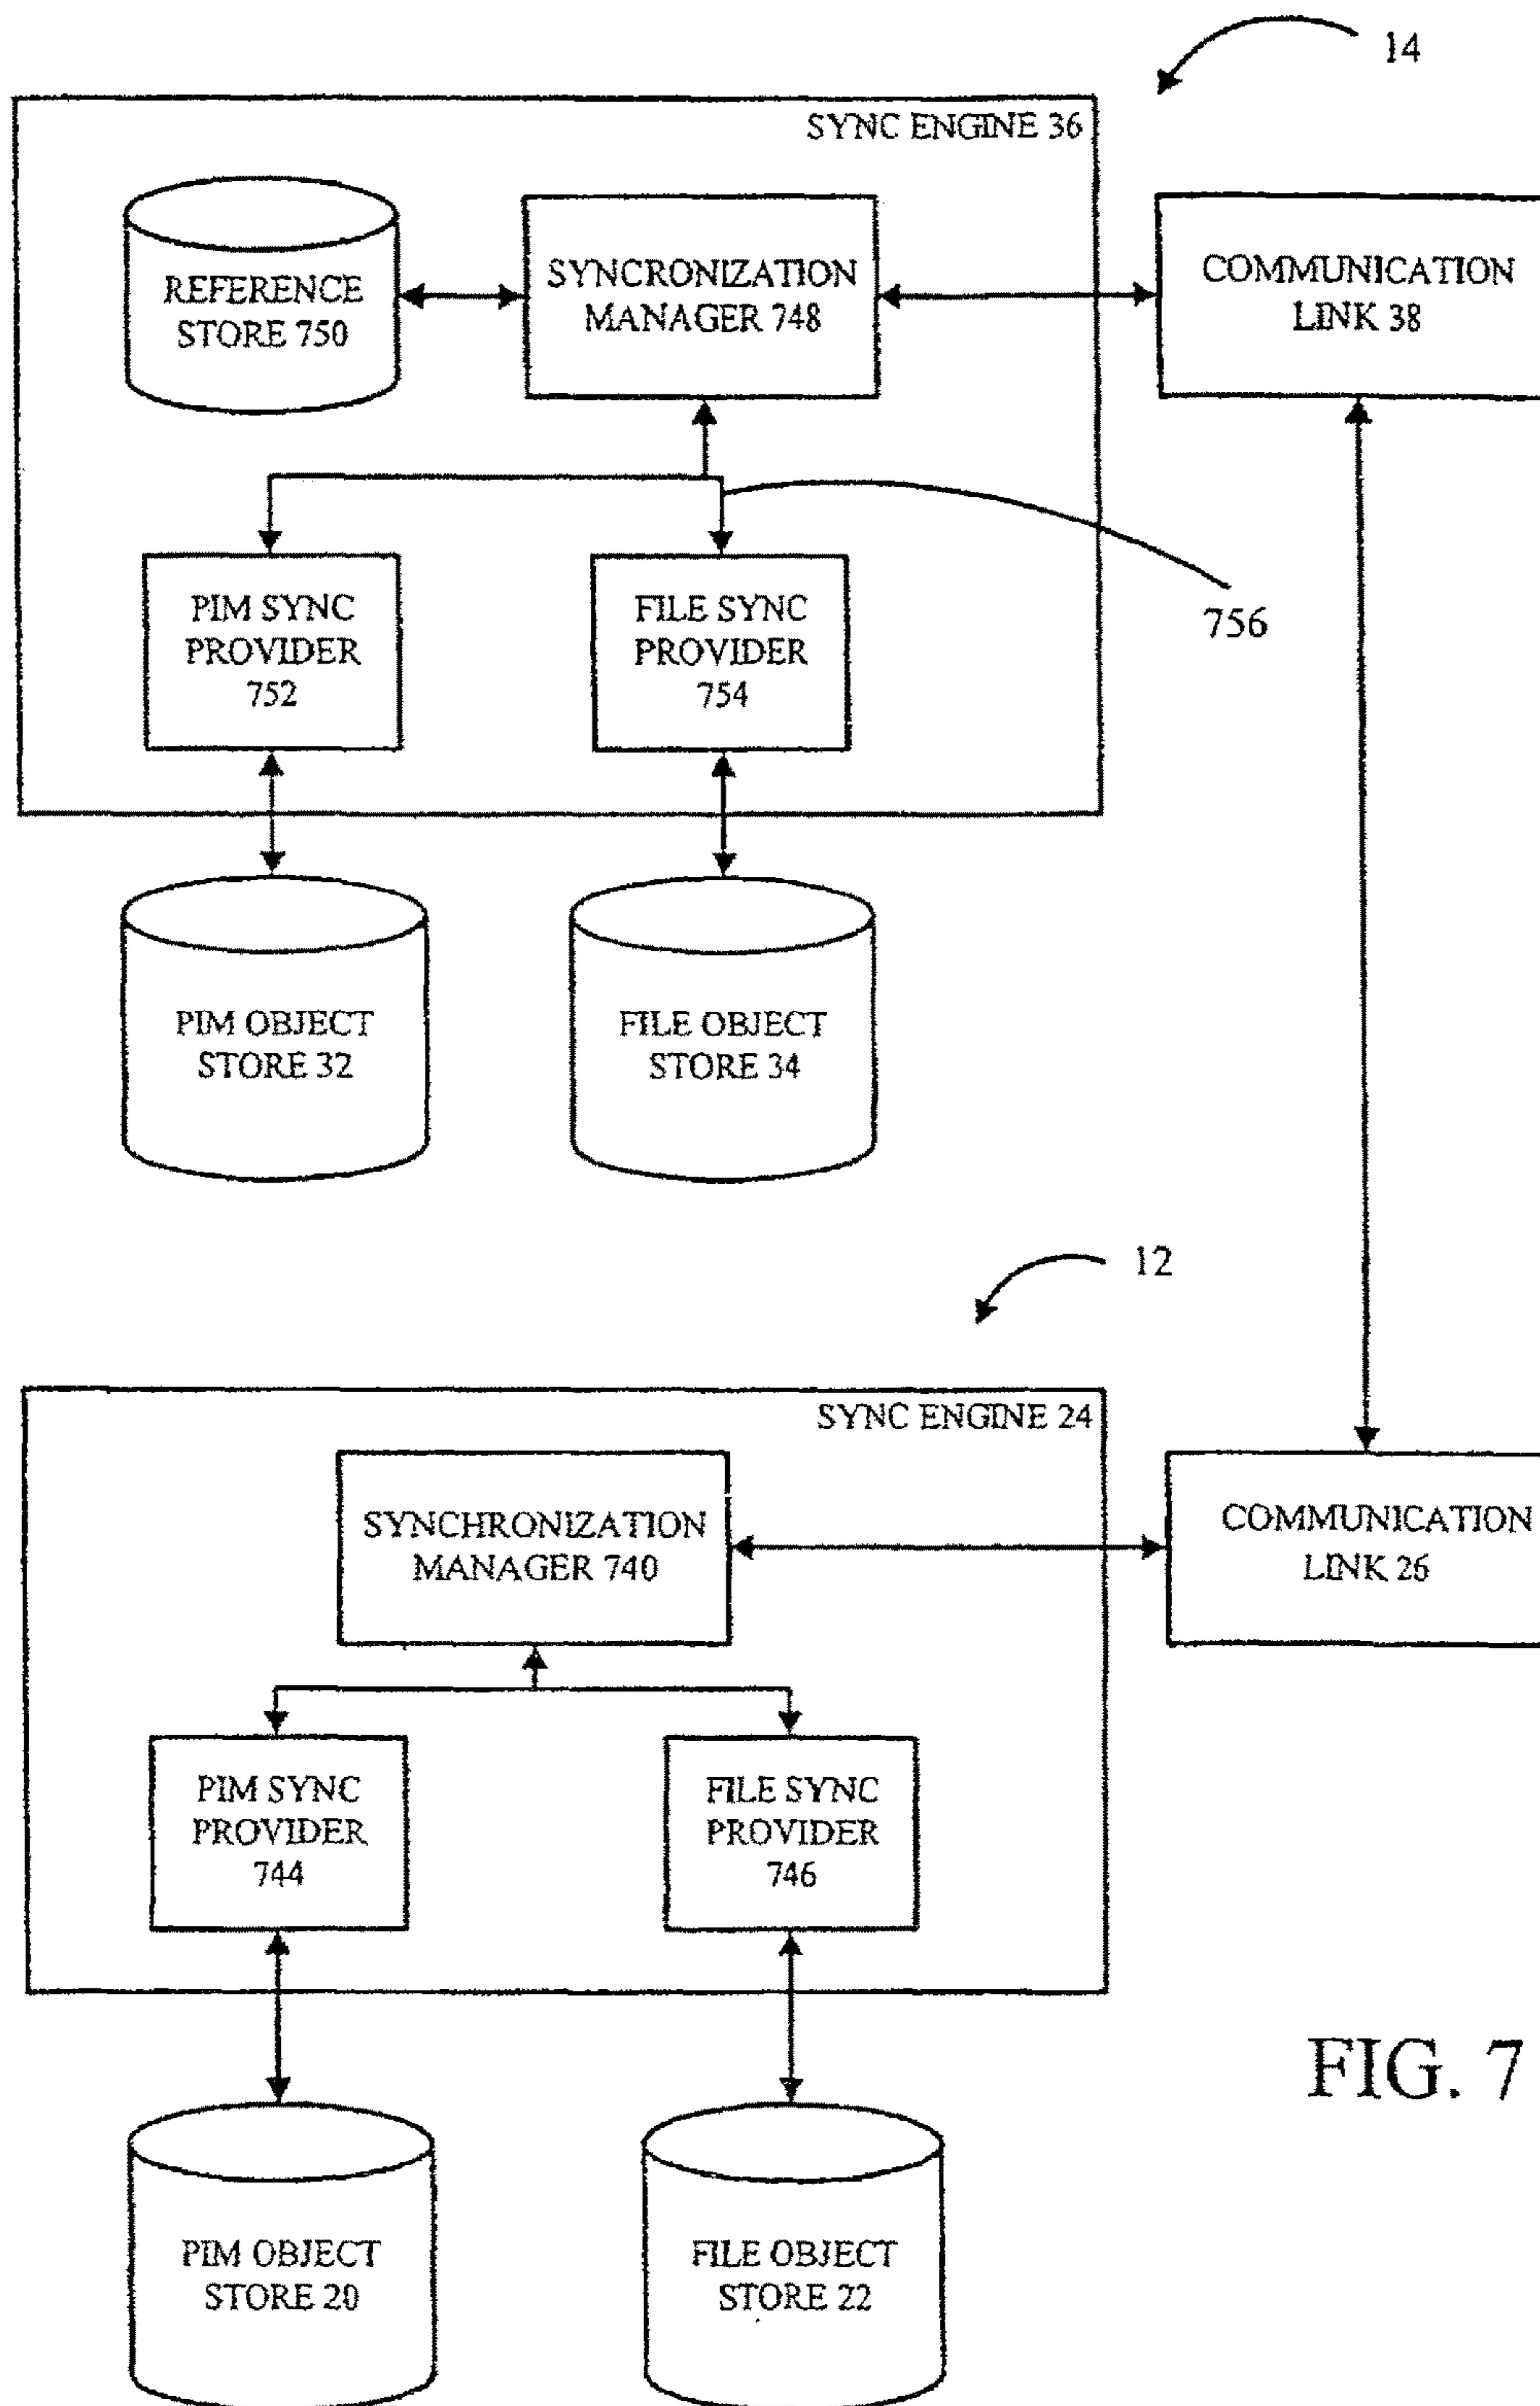 14
SYNC ENGINE 36
REFERENCE
STORE 750
SYNCRONIZATION
MANAGER 748
COMMUNICATION
LINK 38
PIM SYNC
PROVIDER
752
FILE SYNC
PROVIDER
754
756
PIM OBJECT
STORE 32
FILE OBJECT
STORE 34
12
SYNC ENGINE 24
SYNCHRONIZATION
MANAGER 740
COMMUNICATION
LINK 26
PIM SYNC
PROVIDER
744
FILE SYNC
PROVIDER
746
FIG. 7
PIM OBJECT
STORE 20
FILE OBJECT
STORE 22